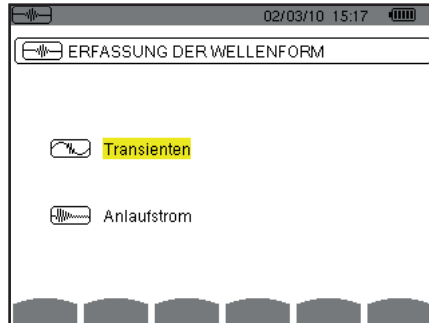 02/03/10 15:17
ERFASSUNG DER WELLENFORM
Transienten
Anlaufstrom